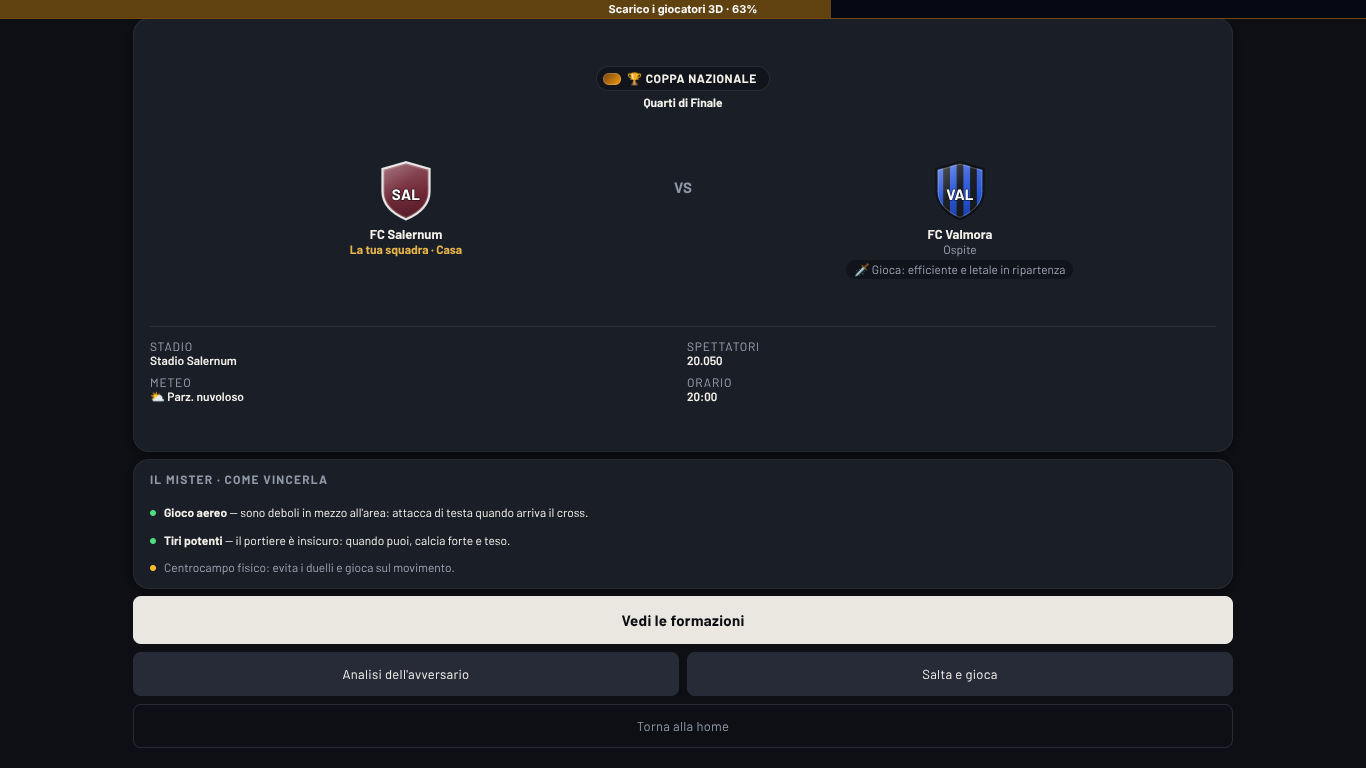 Scarico i giocatori 3D · 63%
🏆 COPPA NAZIONALE
Quarti di Finale
SAL
VS
VAL
FC Salernum
La tua squadra · Casa
FC Valmora
Ospite
🗡️ Gioca: efficiente e letale in ripartenza
STADIO
Stadio Salernum
SPETTATORI
20.050
METEO
⛅ Parz. nuvoloso
ORARIO
20:00
IL MISTER · COME VINCERLA
Gioco aereo — sono deboli in mezzo all'area: attacca di testa quando arriva il cross.
Tiri potenti — il portiere è insicuro: quando puoi, calcia forte e teso.
Centrocampo fisico: evita i duelli e gioca sul movimento.
Vedi le formazioni
Analisi dell'avversario
Salta e gioca
Torna alla home